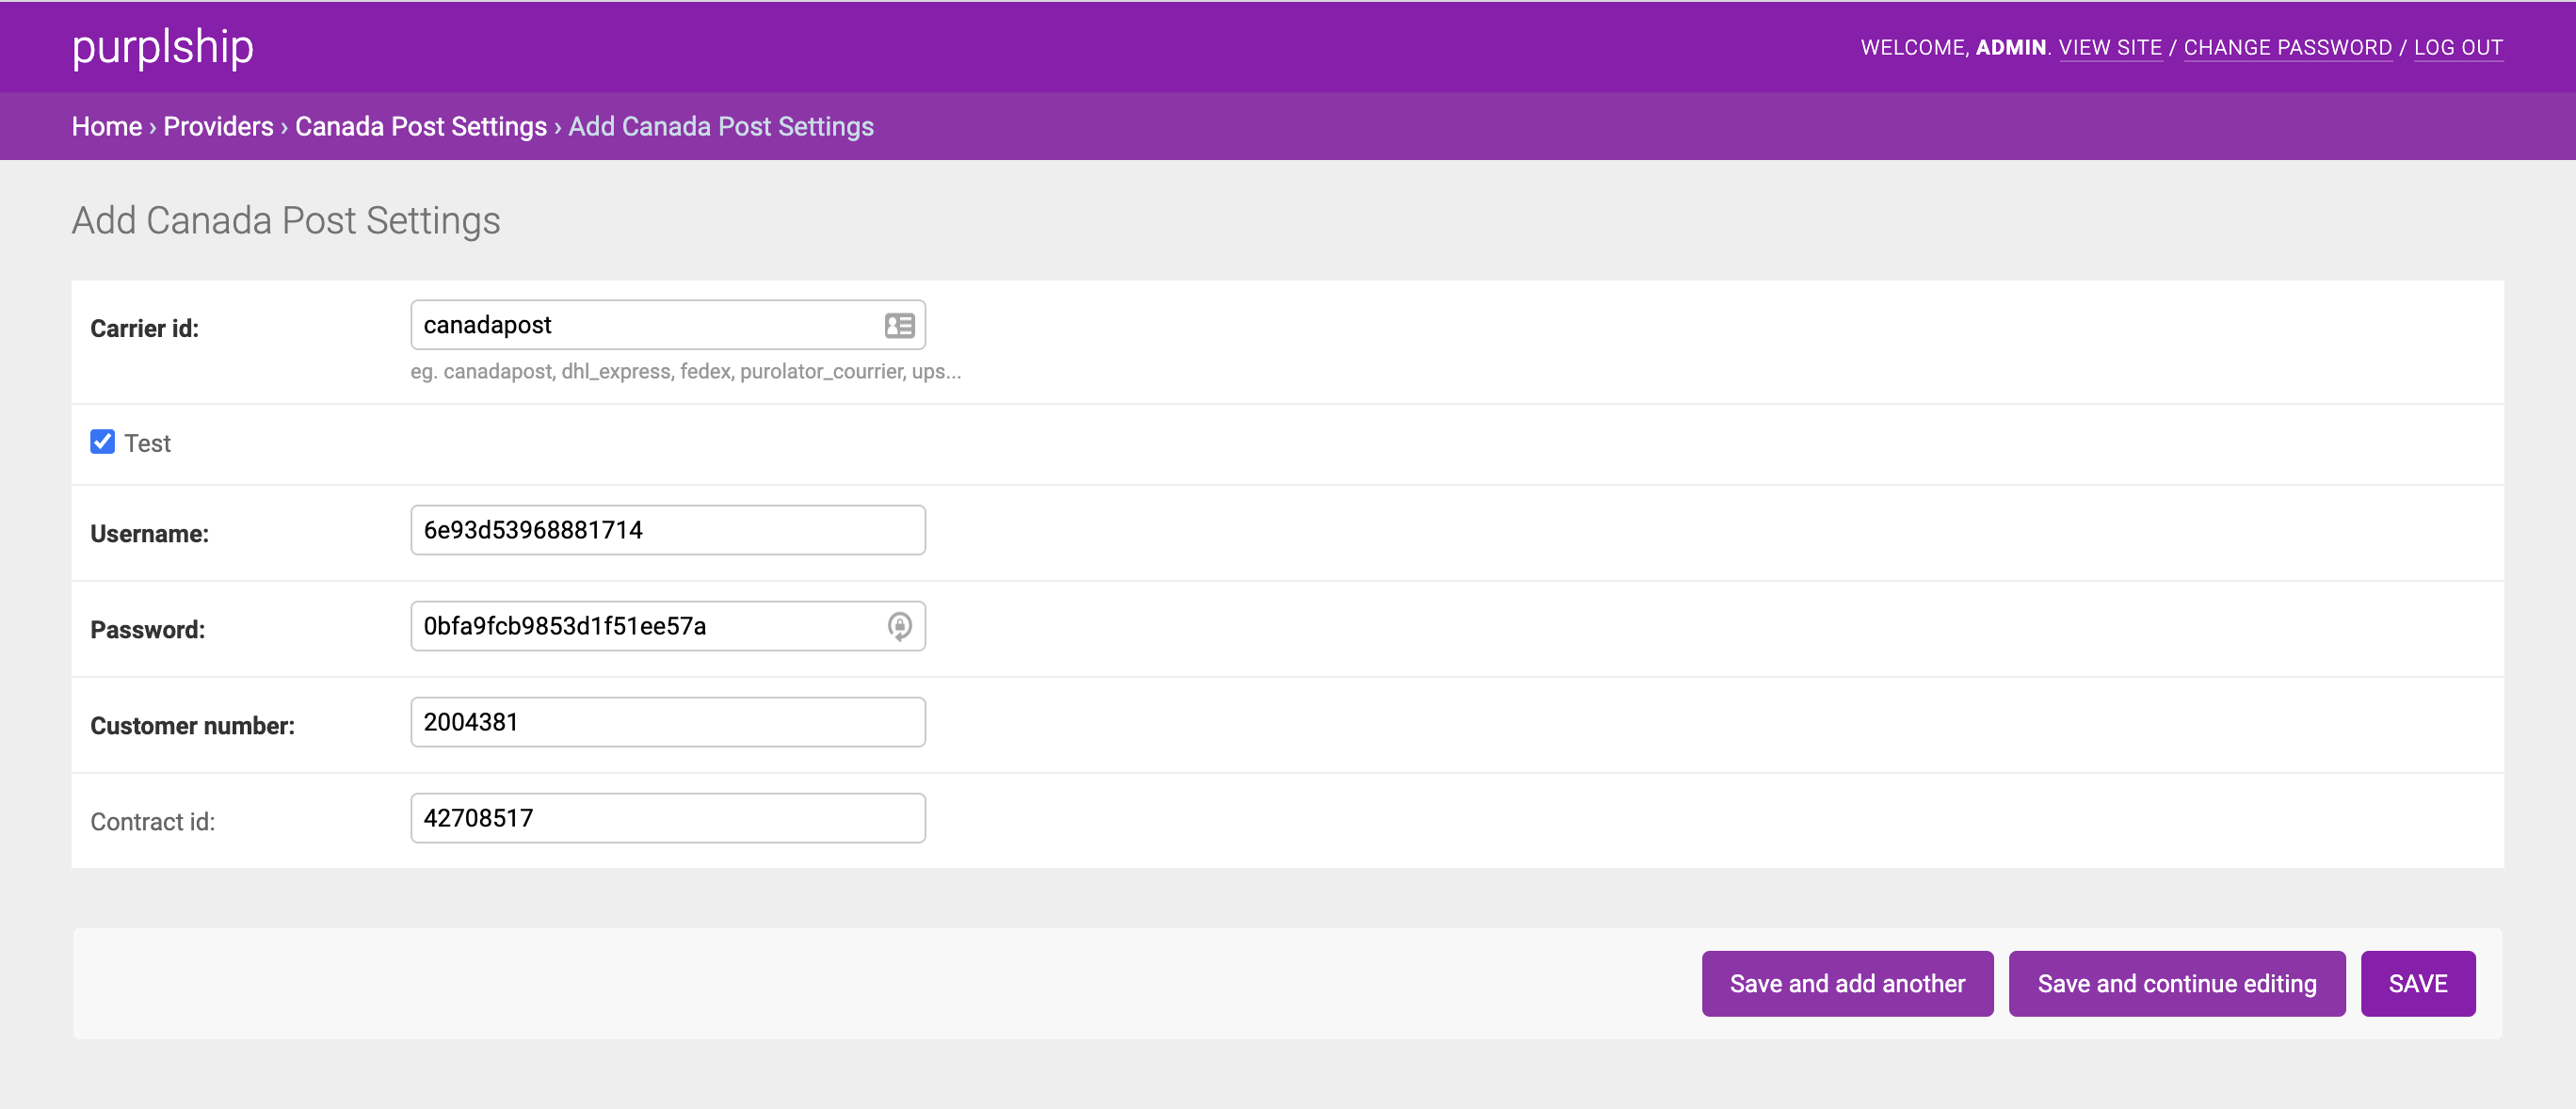 purplship
WELCOME, ADMIN. VIEW SITE / CHANGE PASSWORD / LOG OUT
Home › Providers › Canada Post Settings › Add Canada Post Settings
Add Canada Post Settings
Carrier id: canadapost
eg. canadapost, dhl_express, fedex, purolator_courrier, ups...
Test
Username: 6e93d53968881714
Password: 0bfa9fcb9853d1f51ee57a
Customer number: 2004381
Contract id: 42708517
Save and add another Save and continue editing SAVE